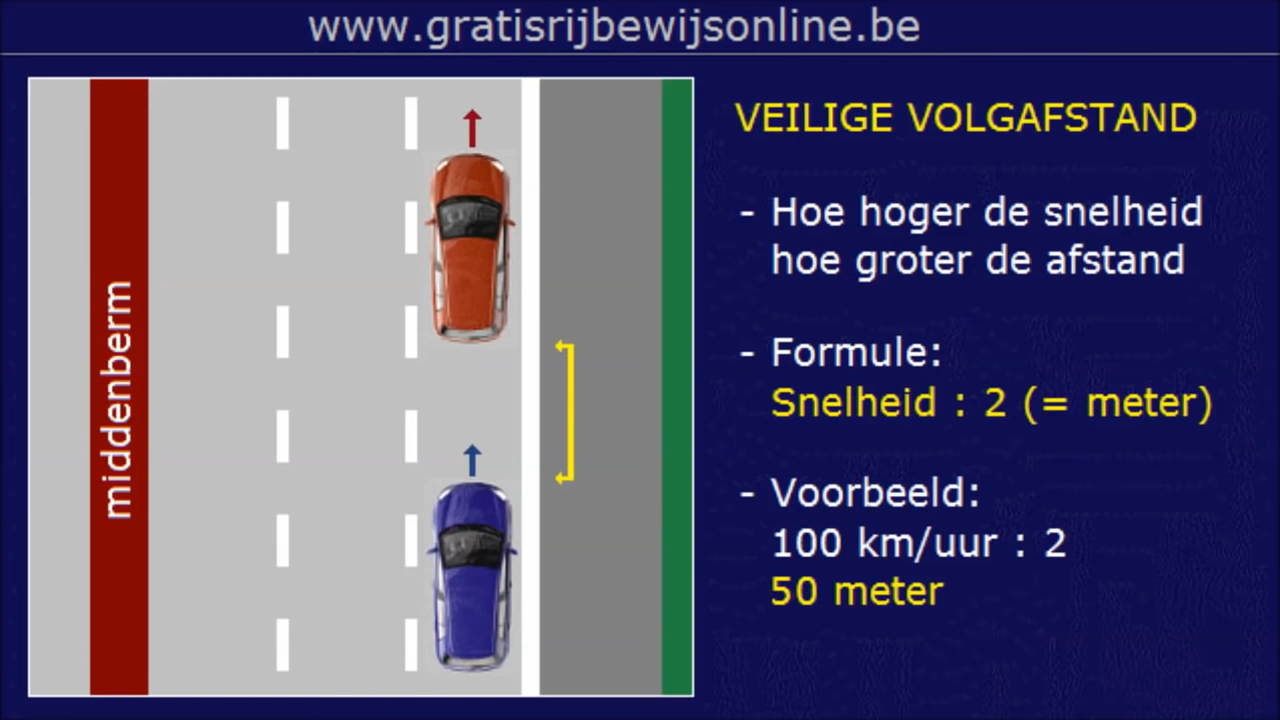 www.gratisrijbewijsonline.be
middenberm
VEILIGE VOLGAFSTAND
- Hoe hoger de snelheid
hoe groter de afstand
- Formule:
Snelheid : 2 (= meter)
- Voorbeeld:
100 km/uur : 2
50 meter